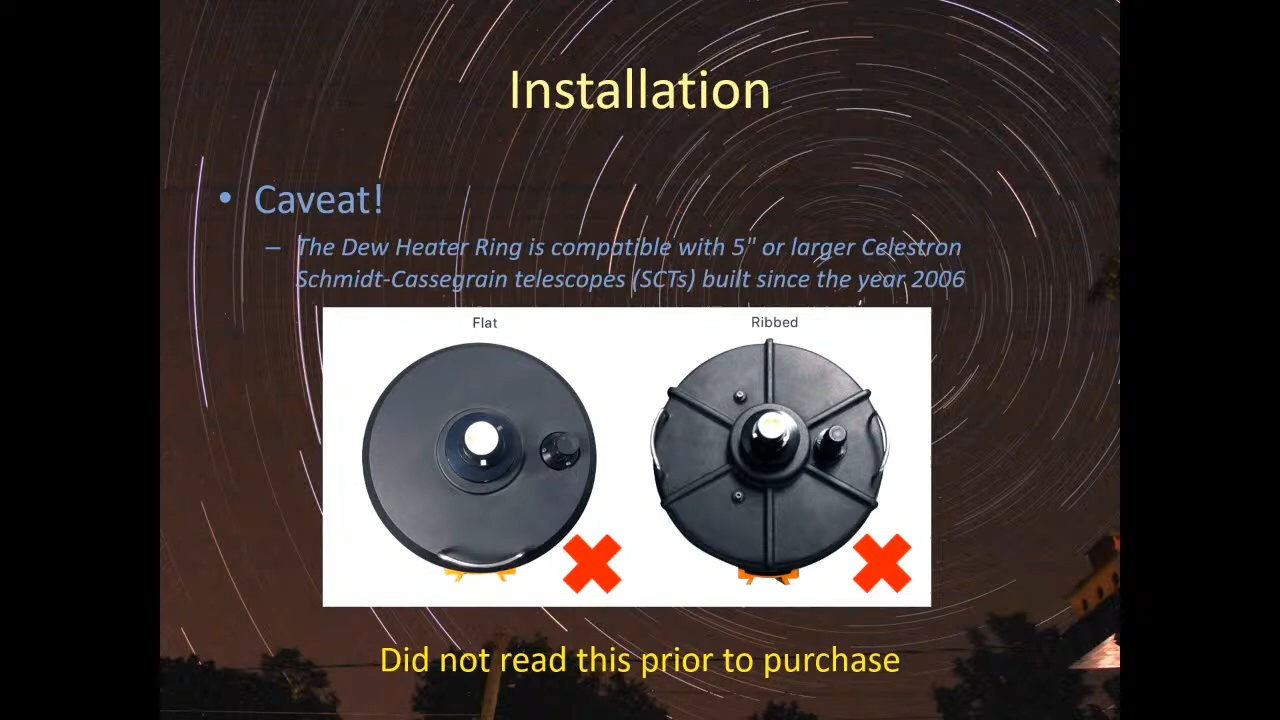 Installation
• Caveat!
– The Dew Heater Ring is compatible with 5" or larger Celestron
Schmidt-Cassegrain telescopes (SCTs) built since the year 2006
Flat
Ribbed
Did not read this prior to purchase